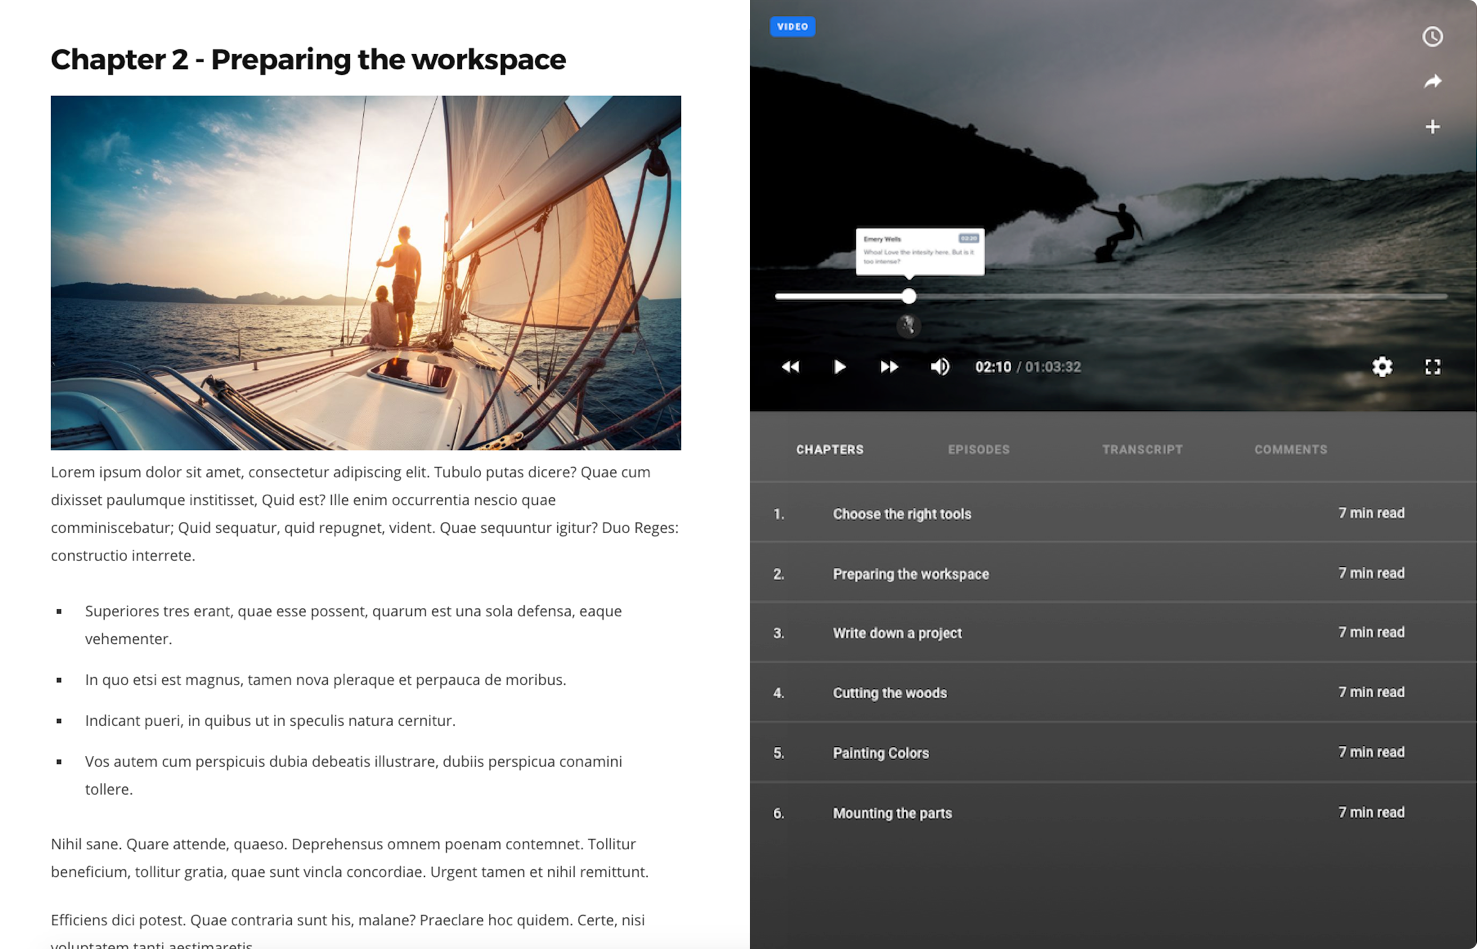 Chapter 2 - Preparing the workspace
Lorem ipsum dolor sit amet, consectetur adipiscing elit. Tubulo putas dicere? Quae cum
dixisset paulumque institisset, Quid est? Ille enim occurrentia nescio quae
comminiscebatur; Quid sequatur, quid repugnet, vident. Quae sequuntur igitur? Duo Reges:
constructio interrete.
Superiores tres erant, quae esse possent, quarum est una sola defensa, eaque
vehementer.
In quo etsi est magnus, tamen nova pleraque et perpauca de moribus.
Indicant pueri, in quibus ut in speculis natura cernitur.
Vos autem cum perspicuis dubia debeatis illustrare, dubiis perspicua conamini
tollere.
Nihil sane. Quare attende, quaeso. Deprehensus omnem poenam contemnet. Tollitur
beneficium, tollitur gratia, quae sunt vincla concordiae. Urgent tamen et nihil remittunt.
Efficiens dici potest. Quae contraria sunt his, malane? Praeclare hoc quidem. Certe, nisi
voluptatem tanti aestimaretis.
VIDEO
Emery Wells 02:20
Whoa! Love the intesity here. But is it
too intense?
02:10 / 01:03:32
CHAPTERS EPISODES TRANSCRIPT COMMENTS
1. Choose the right tools 7 min read
2. Preparing the workspace 7 min read
3. Write down a project 7 min read
4. Cutting the woods 7 min read
5. Painting Colors 7 min read
6. Mounting the parts 7 min read